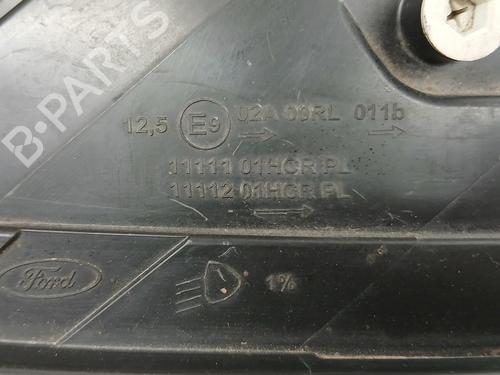 B-PARTS
12,5 E9 02A 00RL 011b
11111 01HCR PL
11112 01HCR PL
Ford 1%